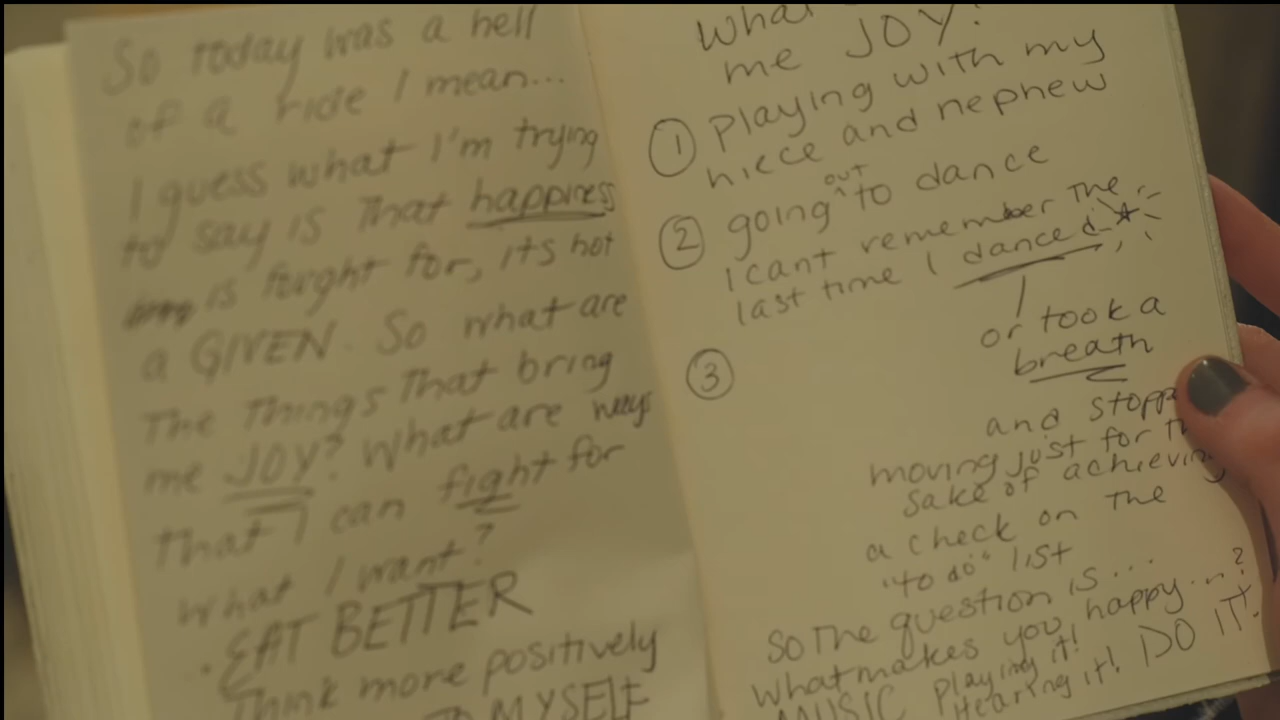 So today was a hell
of a ride I mean...
I guess what I'm trying
to say is That happiness
is forght for, it's not
a GIVEN. So what are
The Things That bring
me JOY? What are ways
That I can fight for
what I want?
· EAT BETTER
Think more positively
MYSELF
What
me JOY?
① playing with my
niece and nephew
out
② going ^ to dance
I cant remember The
last time I danced
or took a
breath
③
and stopp
moving just for Th
sake of achieving
a check on The
"to do" list
So The question is...
what makes you happy...?
MUSIC playing it!
Hearing it! DO IT!